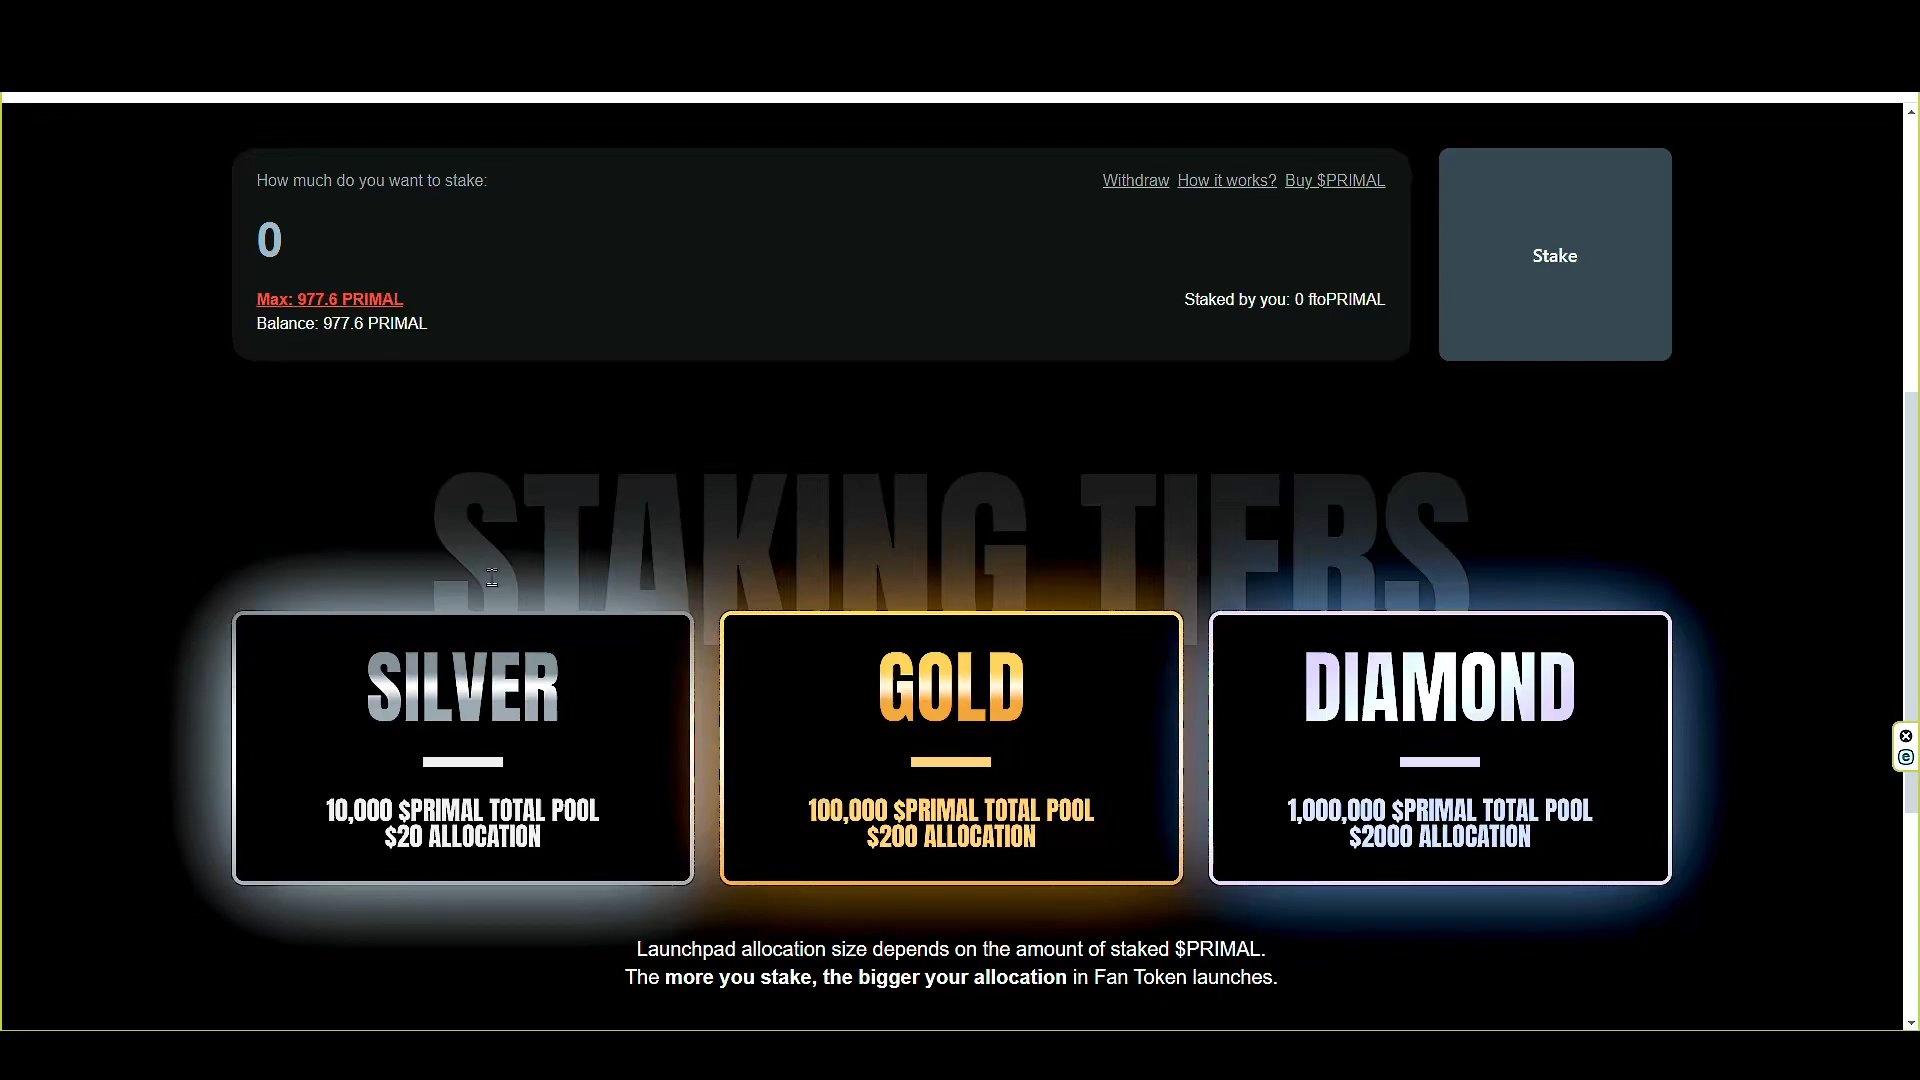 How much do you want to stake:
Withdraw How it works? Buy $PRIMAL
0
Max: 977.6 PRIMAL
Staked by you: 0 ftoPRIMAL
Balance: 977.6 PRIMAL
Stake
STAKING TIERS
SILVER
10,000 $PRIMAL TOTAL POOL
$20 ALLOCATION
GOLD
100,000 $PRIMAL TOTAL POOL
$200 ALLOCATION
DIAMOND
1,000,000 $PRIMAL TOTAL POOL
$2000 ALLOCATION
Launchpad allocation size depends on the amount of staked $PRIMAL.
The more you stake, the bigger your allocation in Fan Token launches.